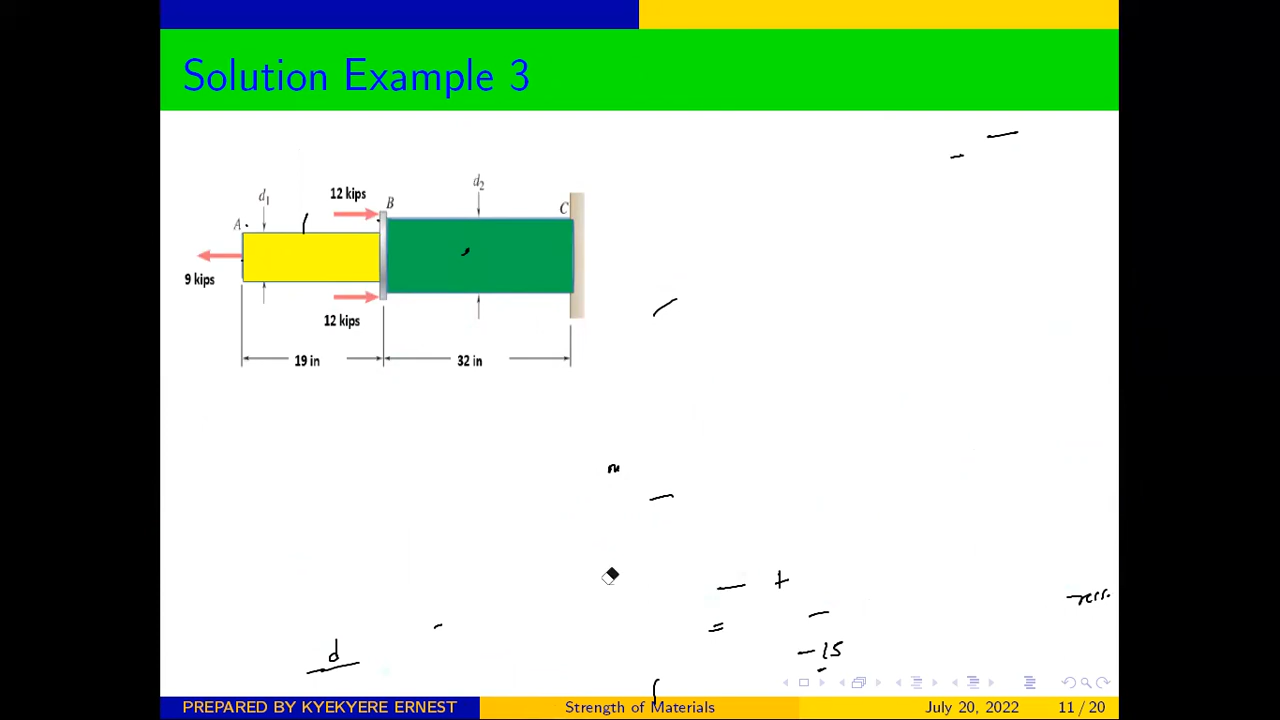 Solution Example 3
d2
12 kips
B
C
d1
A
9 kips
12 kips
19 in
32 in
- +
=
-15
d
PREPARED BY KYEKYERE ERNEST
Strength of Materials
July 20, 2022
11 / 20